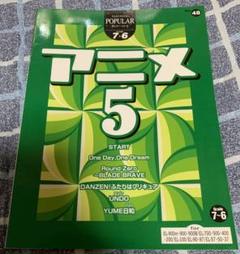 POPULAR
7~6
48
アニメ
5
START
One Day, One Dream
Round Zero
~BLADE BRAVE
DANZEN!ふたりはプリキュア
UNDO
YUME日和
Grade
7~6
for